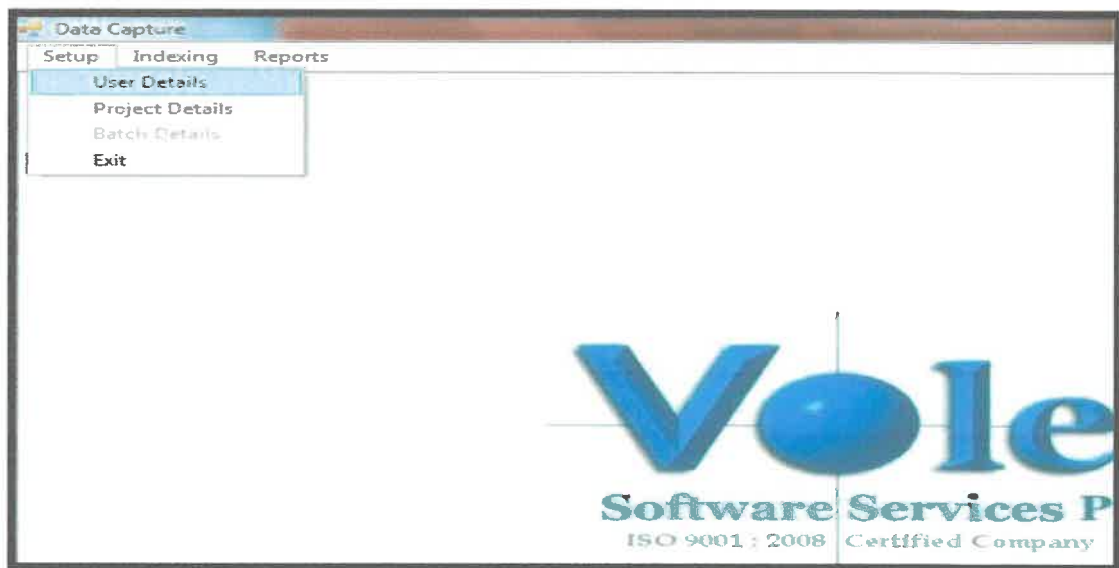 Data Capture
Setup Indexing Reports
User Details
Project Details
Batch Details
Exit
Vole
Software Services P
ISO 9001 : 2008 Certified Company